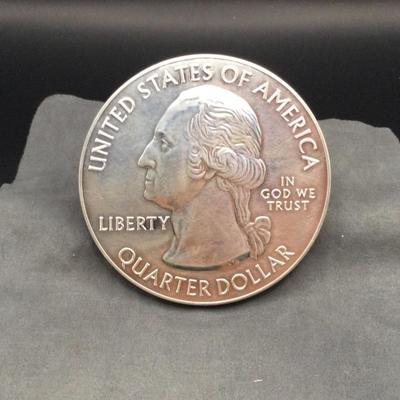 UNITED STATES OF AMERICA
LIBERTY
IN
GOD WE
TRUST
QUARTER DOLLAR